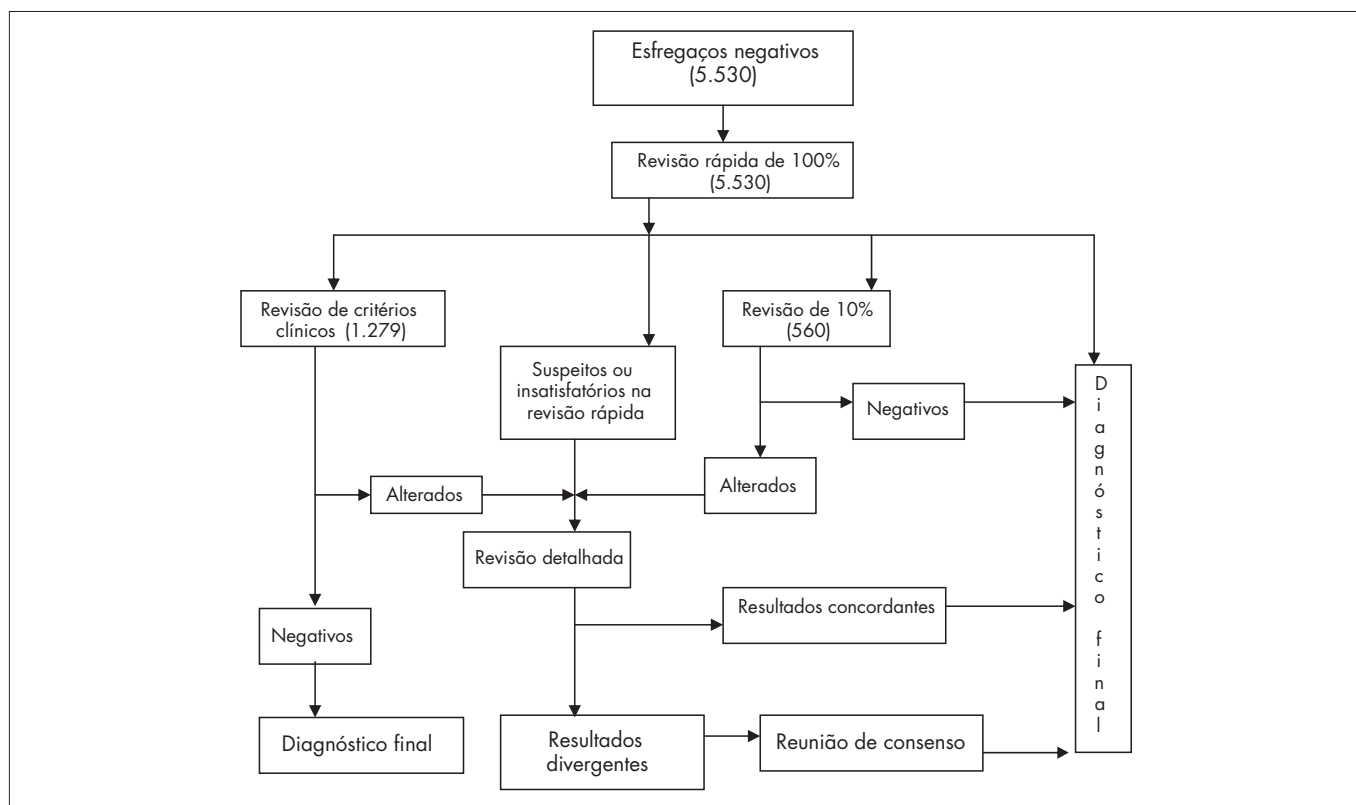 Esfregaços negativos
(5.530)
Revisão rápida de 100%
(5.530)
Revisão de critérios
clínicos (1.279)
Suspeitos ou
insatisfatórios na
revisão rápida
Revisão de 10%
(560)
Negativos
Alterados
Alterados
Revisão detalhada
Resultados concordantes
Negativos
Diagnóstico final
Resultados
divergentes
Reunião de consenso
Diagnóstico final